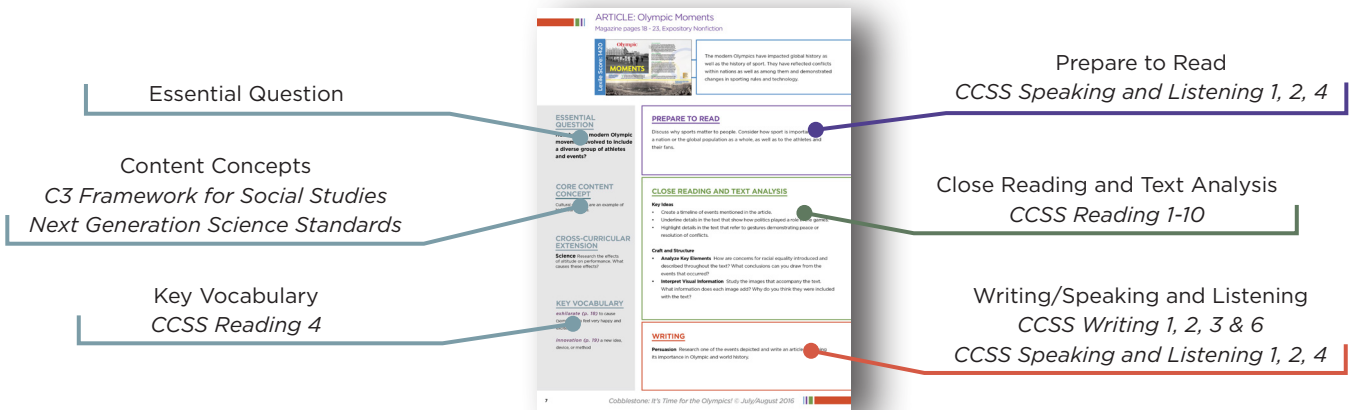 Essential Question
Content Concepts
C3 Framework for Social Studies
Next Generation Science Standards
Key Vocabulary
CCSS Reading 4
ARTICLE: Olympic Moments
Magazine pages 18 - 23, Expository Nonfiction
Lexile Score: 1420
Olympic
MOMENTS
The modern Olympics have impacted global history as
well as the history of sport. They have reflected conflicts
within nations as well as among them and demonstrated
changes in sporting rules and technology.
ESSENTIAL
QUESTION
modern Olympic
involved to include
a diverse group of athletes
and events?
CORE CONTENT
CONCEPT
are an example of
CROSS-CURRICULAR
EXTENSION
Science Research the effects
of altitude on performance. What
causes these effects?
KEY VOCABULARY
exhilarate (p. 18) to cause
feel very happy and
innovation (p. 18) a new idea,
device, or method
PREPARE TO READ
Discuss why sports matter to people. Consider how sport is
a nation or the global population as a whole, as well as to the athletes and
their fans.
CLOSE READING AND TEXT ANALYSIS
Key Ideas
• Create a timeline of events mentioned in the article.
• Underline details in the text that show how politics played a role games.
• Highlight details in the text that refer to gestures demonstrating peace or
resolution of conflicts.
Craft and Structure
• Analyze Key Elements How are concerns for racial equality introduced and
described throughout the text? What conclusions can you draw from the
events that occurred?
• Interpret Visual Information Study the images that accompany the text.
What information does each image add? Why do you think they were included
with the text?
WRITING
Persuasion Research one of the events depicted and write an article
its importance in Olympic and world history.
7
Cobblestone: It's Time for the Olympics! © July/August 2016
Prepare to Read
CCSS Speaking and Listening 1, 2, 4
Close Reading and Text Analysis
CCSS Reading 1-10
Writing/Speaking and Listening
CCSS Writing 1, 2, 3 & 6
CCSS Speaking and Listening 1, 2, 4